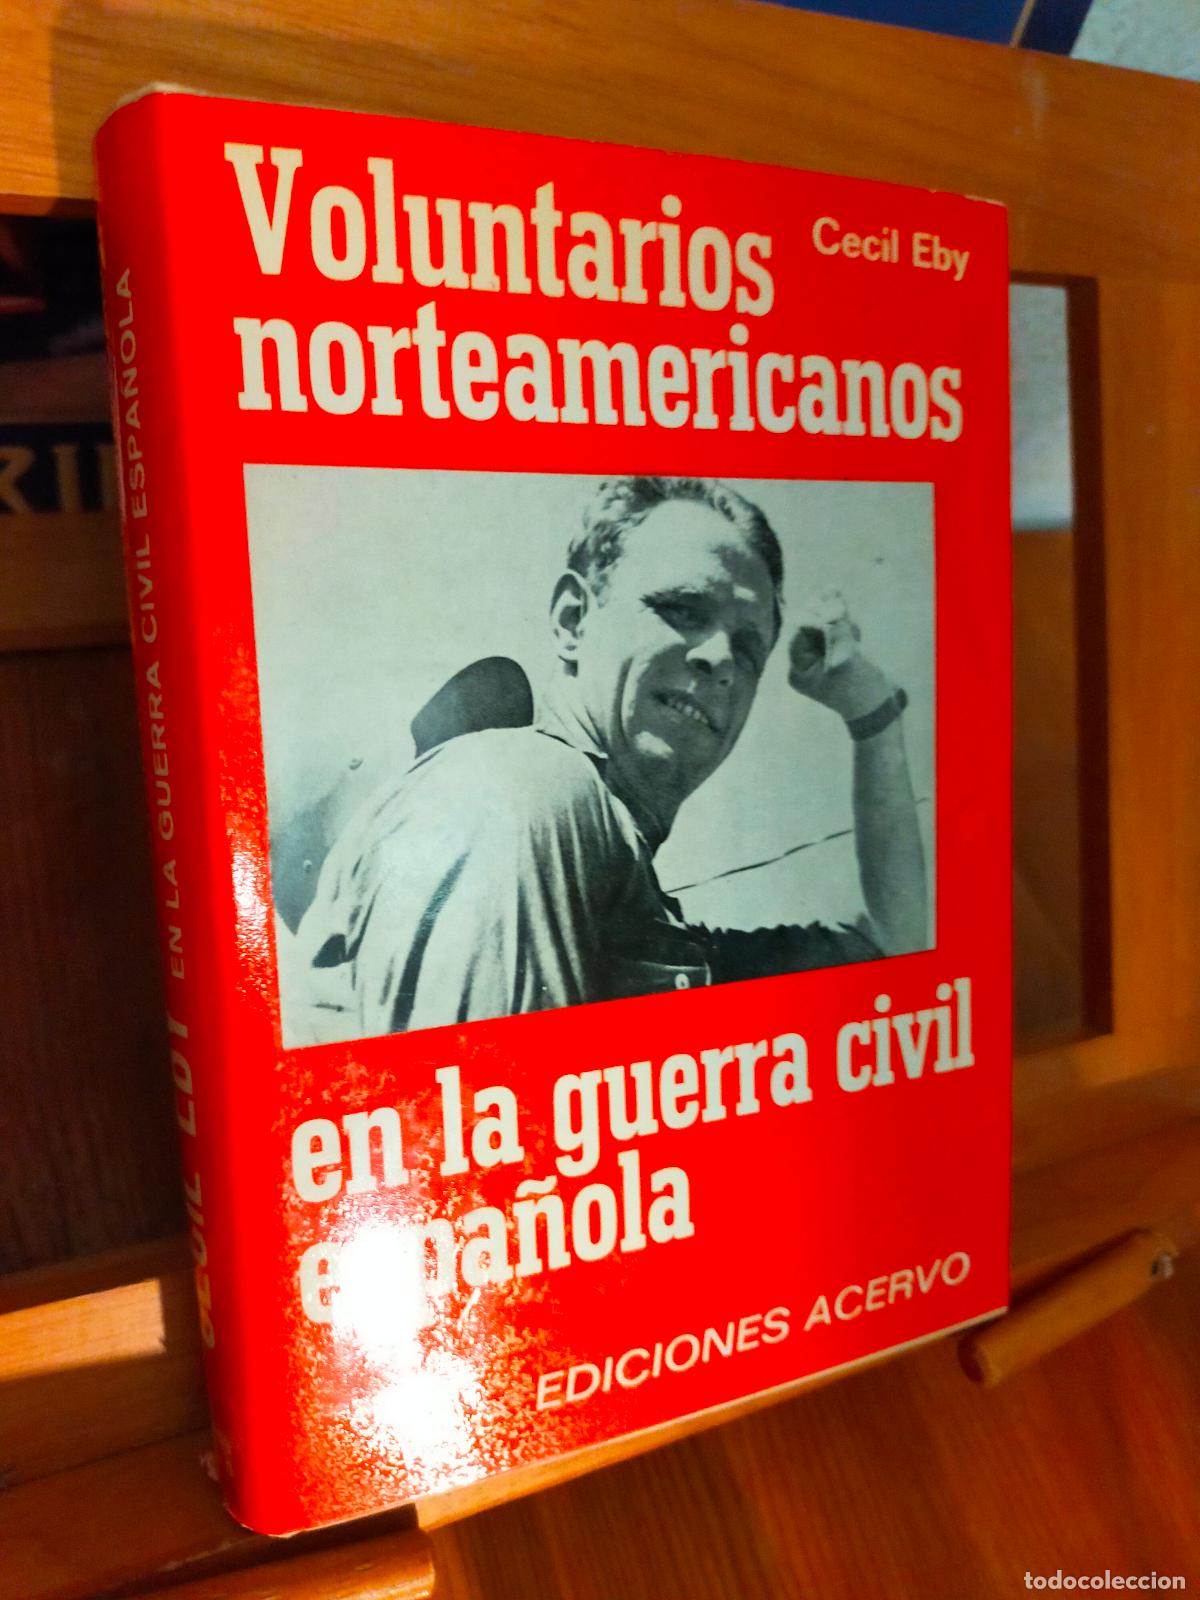 Voluntarios
Cecil Eby
norteamericanos
en la guerra civil
española
EDICIONES ACERVO
EN LA GUERRA CIVIL ESPAÑOLA
CECIL EBY
todocoleccion